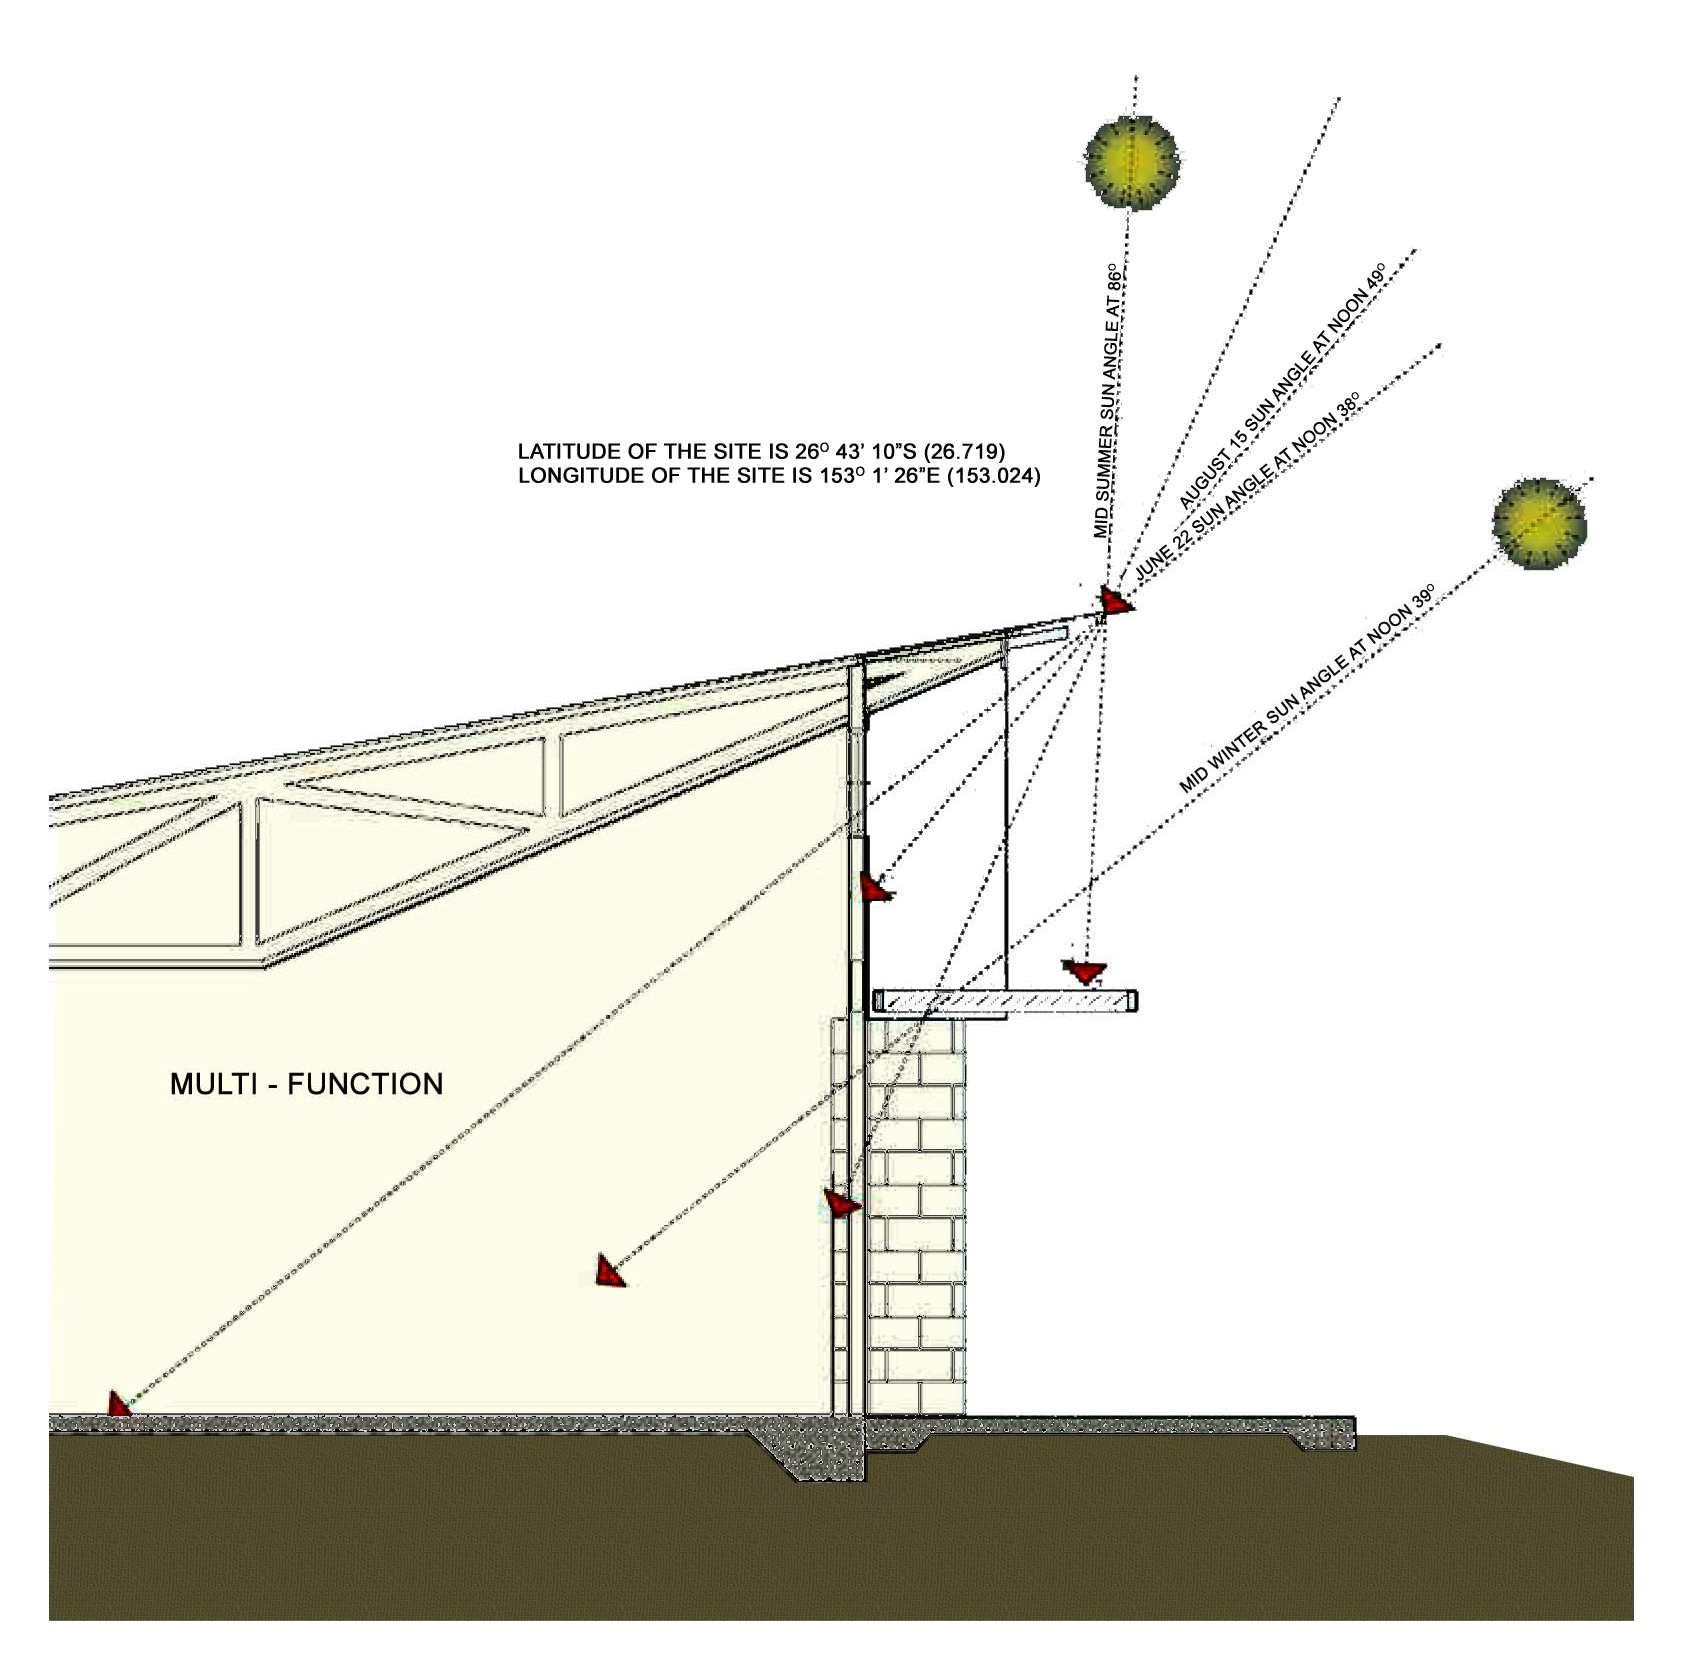 MID SUMMER SUN ANGLE AT 86°
AUGUST 15 SUN ANGLE AT NOON 49°
JUNE 22 SUN ANGLE AT NOON 38°
LATITUDE OF THE SITE IS 26° 43’ 10”S (26.719)
LONGITUDE OF THE SITE IS 153° 1’ 26”E (153.024)
MID WINTER SUN ANGLE AT NOON 39°
MULTI - FUNCTION